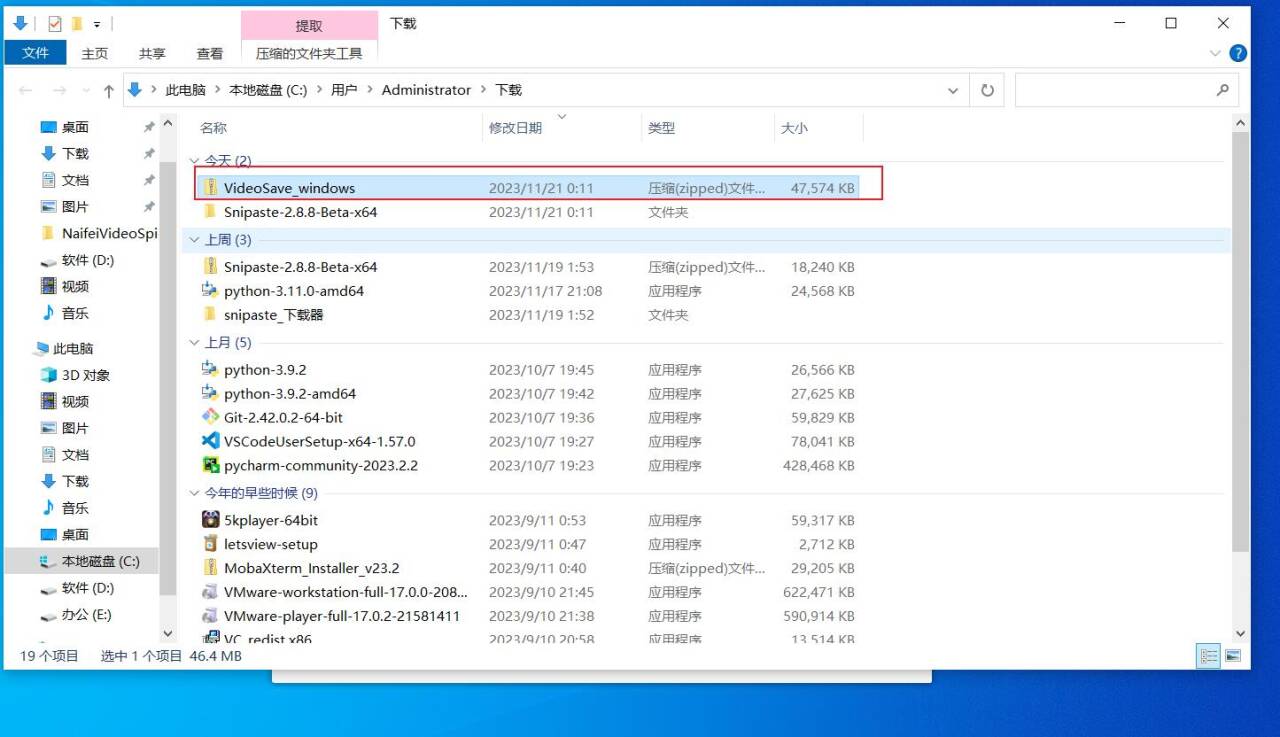 提取
下载
文件
主页
共享
查看
压缩的文件夹工具
此电脑
本地磁盘 (C:)
用户
Administrator
下载
桌面
下载
文档
图片
NaifeiVideoSpi
软件 (D:)
视频
音乐
此电脑
3D 对象
视频
图片
文档
下载
音乐
桌面
本地磁盘 (C:)
软件 (D:)
办公 (E:)
名称 修改日期 类型 大小
今天 (2)
VideoSave_windows 2023/11/21 0:11 压缩(zipped)文件... 47,574 KB
Snipaste-2.8.8-Beta-x64 2023/11/21 0:11 文件夹
上周 (3)
Snipaste-2.8.8-Beta-x64 2023/11/19 1:53 压缩(zipped)文件... 18,240 KB
python-3.11.0-amd64 2023/11/17 21:08 应用程序 24,568 KB
snipaste_下载器 2023/11/19 1:52 文件夹
上月 (5)
python-3.9.2 2023/10/7 19:45 应用程序 26,566 KB
python-3.9.2-amd64 2023/10/7 19:42 应用程序 27,625 KB
Git-2.42.0.2-64-bit 2023/10/7 19:36 应用程序 59,829 KB
VSCodeUserSetup-x64-1.57.0 2023/10/7 19:27 应用程序 78,041 KB
pycharm-community-2023.2.2 2023/10/7 19:23 应用程序 428,468 KB
今年的早些时候 (9)
5kplayer-64bit 2023/9/11 0:53 应用程序 59,317 KB
letsview-setup 2023/9/11 0:47 应用程序 2,712 KB
MobaXterm_Installer_v23.2 2023/9/11 0:40 压缩(zipped)文件... 29,205 KB
VMware-workstation-full-17.0.0-208... 2023/9/10 21:45 应用程序 622,471 KB
VMware-player-full-17.0.2-21581411 2023/9/10 21:38 应用程序 590,914 KB
VC_redist.x86 2023/9/10 20:58 应用程序 13,514 KB
19 个项目 选中 1 个项目 46.4 MB